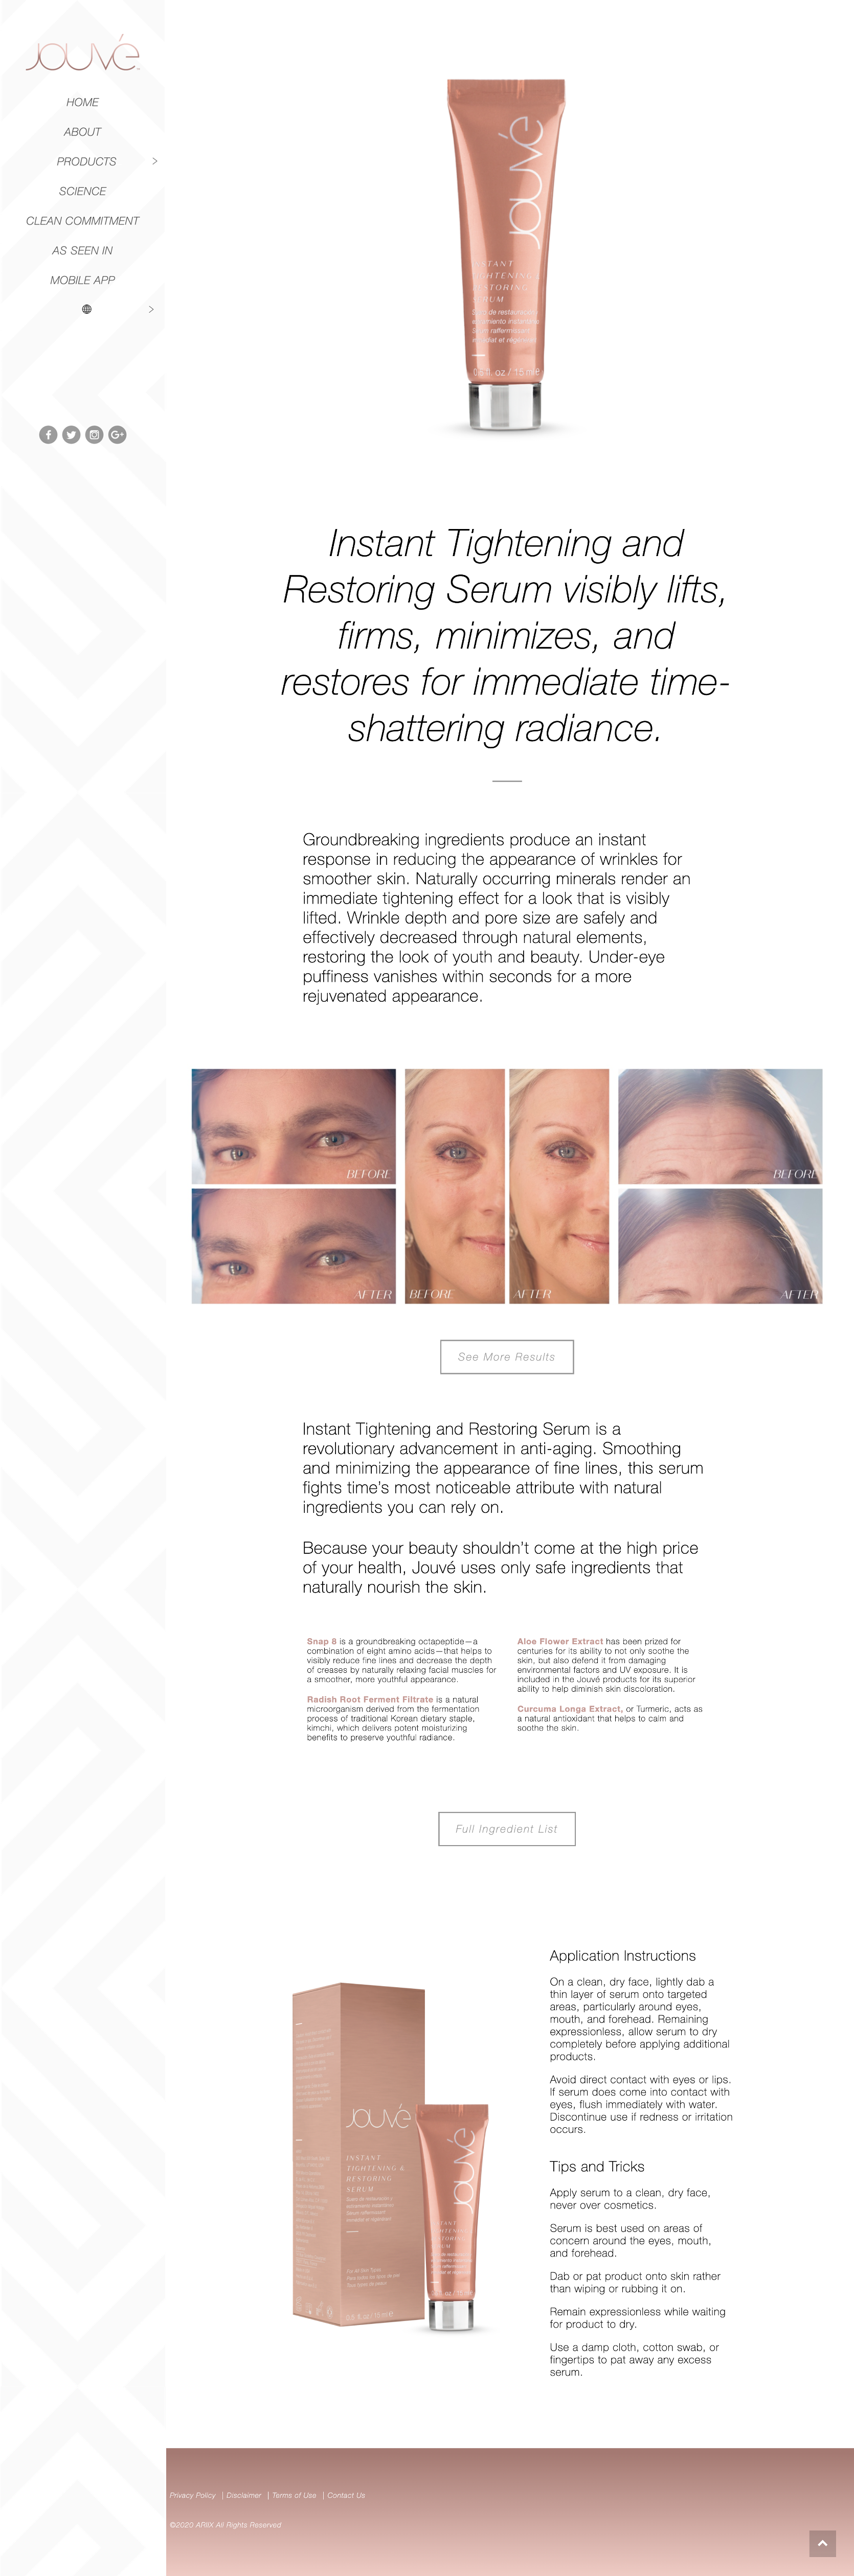 Jouvé
HOME
ABOUT
PRODUCTS
SCIENCE
CLEAN COMMITMENT
AS SEEN IN
MOBILE APP
Jouvé
0.5 fl. oz / 15 ml e
Instant Tightening and
Restoring Serum visibly lifts,
firms, minimizes, and
restores for immediate time-
shattering radiance.
Groundbreaking ingredients produce an instant
response in reducing the appearance of wrinkles for
smoother skin. Naturally occurring minerals render an
immediate tightening effect for a look that is visibly
lifted. Wrinkle depth and pore size are safely and
effectively decreased through natural elements,
restoring the look of youth and beauty. Under-eye
puffiness vanishes within seconds for a more
rejuvenated appearance.
BEFORE
AFTER
BEFORE
AFTER
BEFORE
AFTER
See More Results
Instant Tightening and Restoring Serum is a
revolutionary advancement in anti-aging. Smoothing
and minimizing the appearance of fine lines, this serum
fights time's most noticeable attribute with natural
ingredients you can rely on.
Because your beauty shouldn't come at the high price
of your health, Jouvé uses only safe ingredients that
naturally nourish the skin.
Snap 8 is a groundbreaking octapeptide—a
combination of eight amino acids—that helps to
visibly reduce fine lines and decrease the depth
of creases by naturally relaxing facial muscles for
a smoother, more youthful appearance.
Radish Root Ferment Filtrate is a natural
microorganism derived from the fermentation
process of traditional Korean dietary staple,
kimchi, which delivers potent moisturizing
benefits to preserve youthful radiance.
Aloe Flower Extract has been prized for
centuries for its ability to not only soothe the
skin, but also defend it from damaging
environmental factors and UV exposure. It is
included in the Jouvé products for its superior
ability to help diminish skin discoloration.
Curcuma Longa Extract, or Turmeric, acts as
a natural antioxidant that helps to calm and
soothe the skin.
Full Ingredient List
Jouvé
INSTANT
TIGHTENING &
RESTORING
SERUM
Jouvé
Application Instructions
On a clean, dry face, lightly dab a
thin layer of serum onto targeted
areas, particularly around eyes,
mouth, and forehead. Remaining
expressionless, allow serum to dry
completely before applying additional
products.
Avoid direct contact with eyes or lips.
If serum does come into contact with
eyes, flush immediately with water.
Discontinue use if redness or irritation
occurs.
Tips and Tricks
Apply serum to a clean, dry face,
never over cosmetics.
Serum is best used on areas of
concern around the eyes, mouth,
and forehead.
Dab or pat product onto skin rather
than wiping or rubbing it on.
Remain expressionless while waiting
for product to dry.
Use a damp cloth, cotton swab, or
fingertips to pat away any excess
serum.
Privacy Policy | Disclaimer | Terms of Use | Contact Us
©2020 ARIIX All Rights Reserved